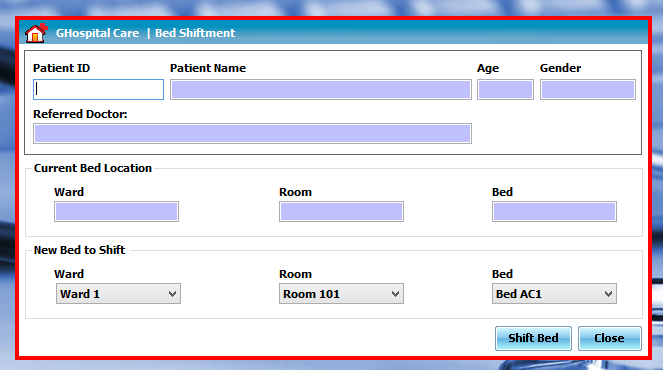 GHospital Care | Bed Shiftment
Patient ID Patient Name Age Gender
Referred Doctor:
Current Bed Location
Ward Room Bed
New Bed to Shift
Ward Room Bed
Ward 1 Room 101 Bed AC1
Shift Bed Close